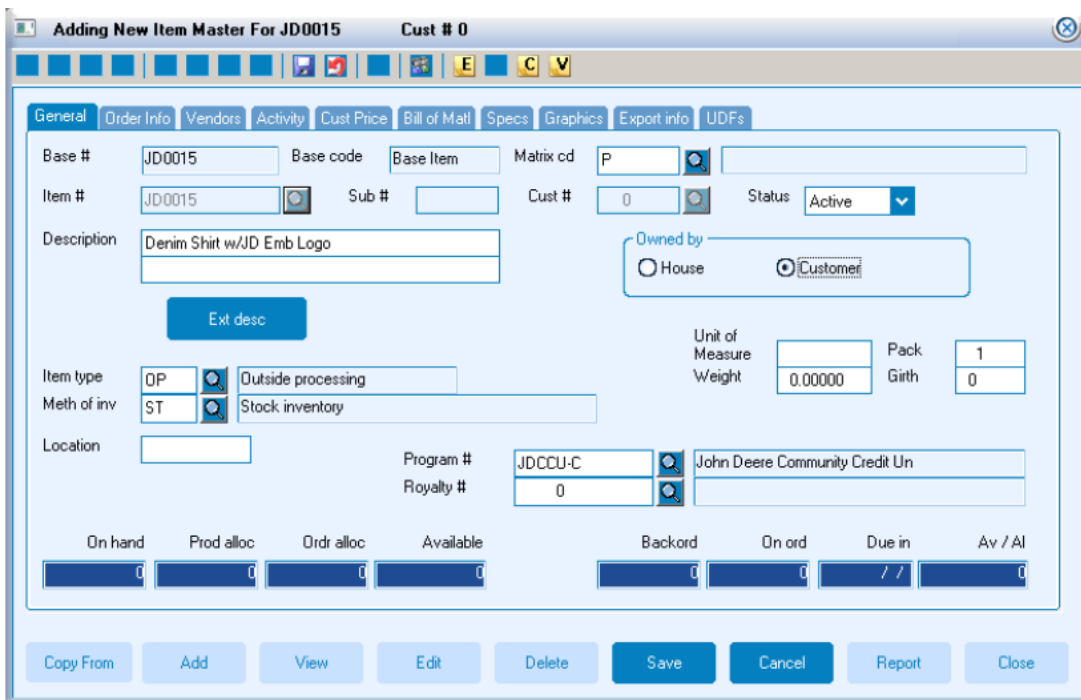 Adding New Item Master For JD0015 Cust # 0
E C V
General Order Info Vendors Activity Cust Price Bill of Matl Specs Graphics Export info UDFs
Base # JD0015 Base code Base Item Matrix cd P
Item # JD0015 Sub # Cust # 0 Status Active
Description Denim Shirt w/JD Emb Logo
Owned by
House Customer
Ext desc
Unit of Measure Pack 1
Weight 0.00000 Girth 0
Item type OP Outside processing
Meth of inv ST Stock inventory
Location
Program # JDCCU-C John Deere Community Credit Un
Royalty # 0
On hand Prod alloc Ordr alloc Available Backord On ord Due in Av / Al
0 0 0 0 0 0 / / 0
Copy From Add View Edit Delete Save Cancel Report Close